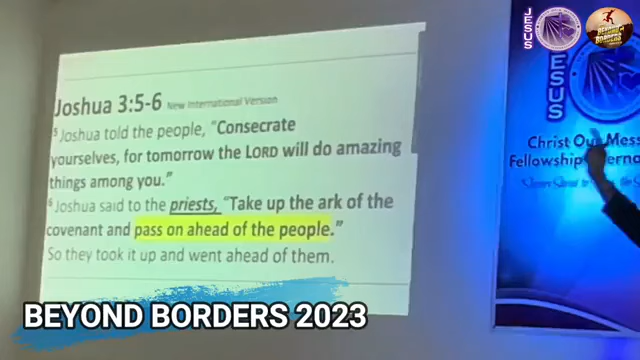 Joshua 3:5-6 New International Version
5 Joshua told the people, "Consecrate
yourselves, for tomorrow the LORD will do amazing
things among you."
6 Joshua said to the priests, "Take up the ark of the
covenant and pass on ahead of the people."
So they took it up and went ahead of them.
BEYOND BORDERS 2023
JESUS
BEYOND
BORDERS
ESUS
Christ Our Mess
Fellowship